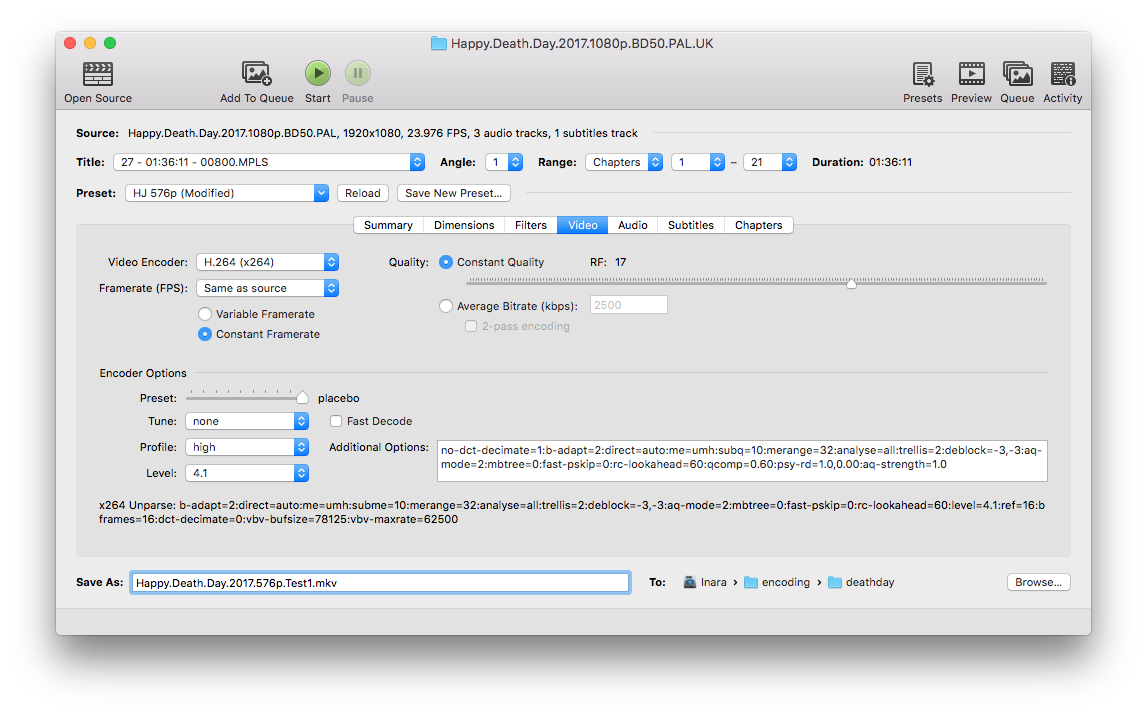 Happy.Death.Day.2017.1080p.BD50.PAL.UK
Open Source
Add To Queue
Start
Pause
Presets
Preview
Queue
Activity
Source: Happy.Death.Day.2017.1080p.BD50.PAL, 1920x1080, 23.976 FPS, 3 audio tracks, 1 subtitles track
Title: 27 - 01:36:11 - 00800.MPLS Angle: 1 Range: Chapters 1 – 21 Duration: 01:36:11
Preset: HJ 576p (Modified) Reload Save New Preset...
Summary Dimensions Filters Video Audio Subtitles Chapters
Video Encoder: H.264 (x264) Quality: Constant Quality RF: 17
Framerate (FPS): Same as source
Average Bitrate (kbps): 2500
Variable Framerate
2-pass encoding
Constant Framerate
Encoder Options
Preset: placebo
Tune: none Fast Decode
Profile: high Additional Options: no-dct-decimate=1:b-adapt=2:direct=auto:me=umh:subq=10:merange=32:analyse=all:trellis=2:deblock=-3,-3:aq-
mode=2:mbtree=0:fast-pskip=0:rc-lookahead=60:qcomp=0.60:psy-rd=1.0,0.00:aq-strength=1.0
Level: 4.1
x264 Unparse: b-adapt=2:direct=auto:me=umh:subme=10:merange=32:analyse=all:trellis=2:deblock=-3,-3:aq-mode=2:mbtree=0:fast-pskip=0:rc-lookahead=60:level=4.1:ref=16:b
frames=16:dct-decimate=0:vbv-bufsize=78125:vbv-maxrate=62500
Save As: Happy.Death.Day.2017.576p.Test1.mkv To: Inara › encoding › deathday Browse...